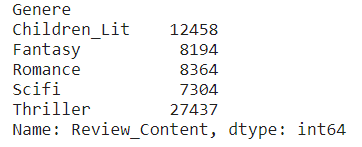 Genere
Children_Lit 12458
Fantasy 8194
Romance 8364
Scifi 7304
Thriller 27437
Name: Review_Content, dtype: int64